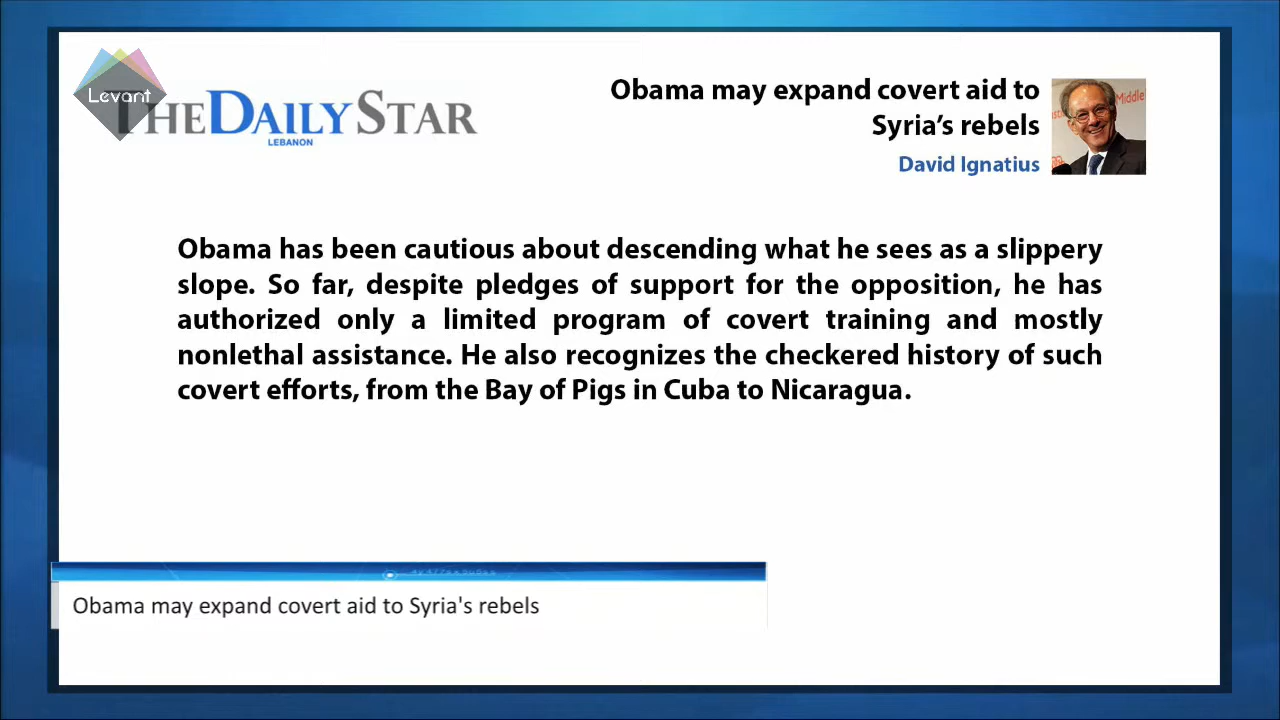 Levant
THE DAILY STAR
LEBANON
Obama may expand covert aid to
Syria’s rebels
David Ignatius
Middle
Obama has been cautious about descending what he sees as a slippery
slope. So far, despite pledges of support for the opposition, he has
authorized only a limited program of covert training and mostly
nonlethal assistance. He also recognizes the checkered history of such
covert efforts, from the Bay of Pigs in Cuba to Nicaragua.
Obama may expand covert aid to Syria's rebels